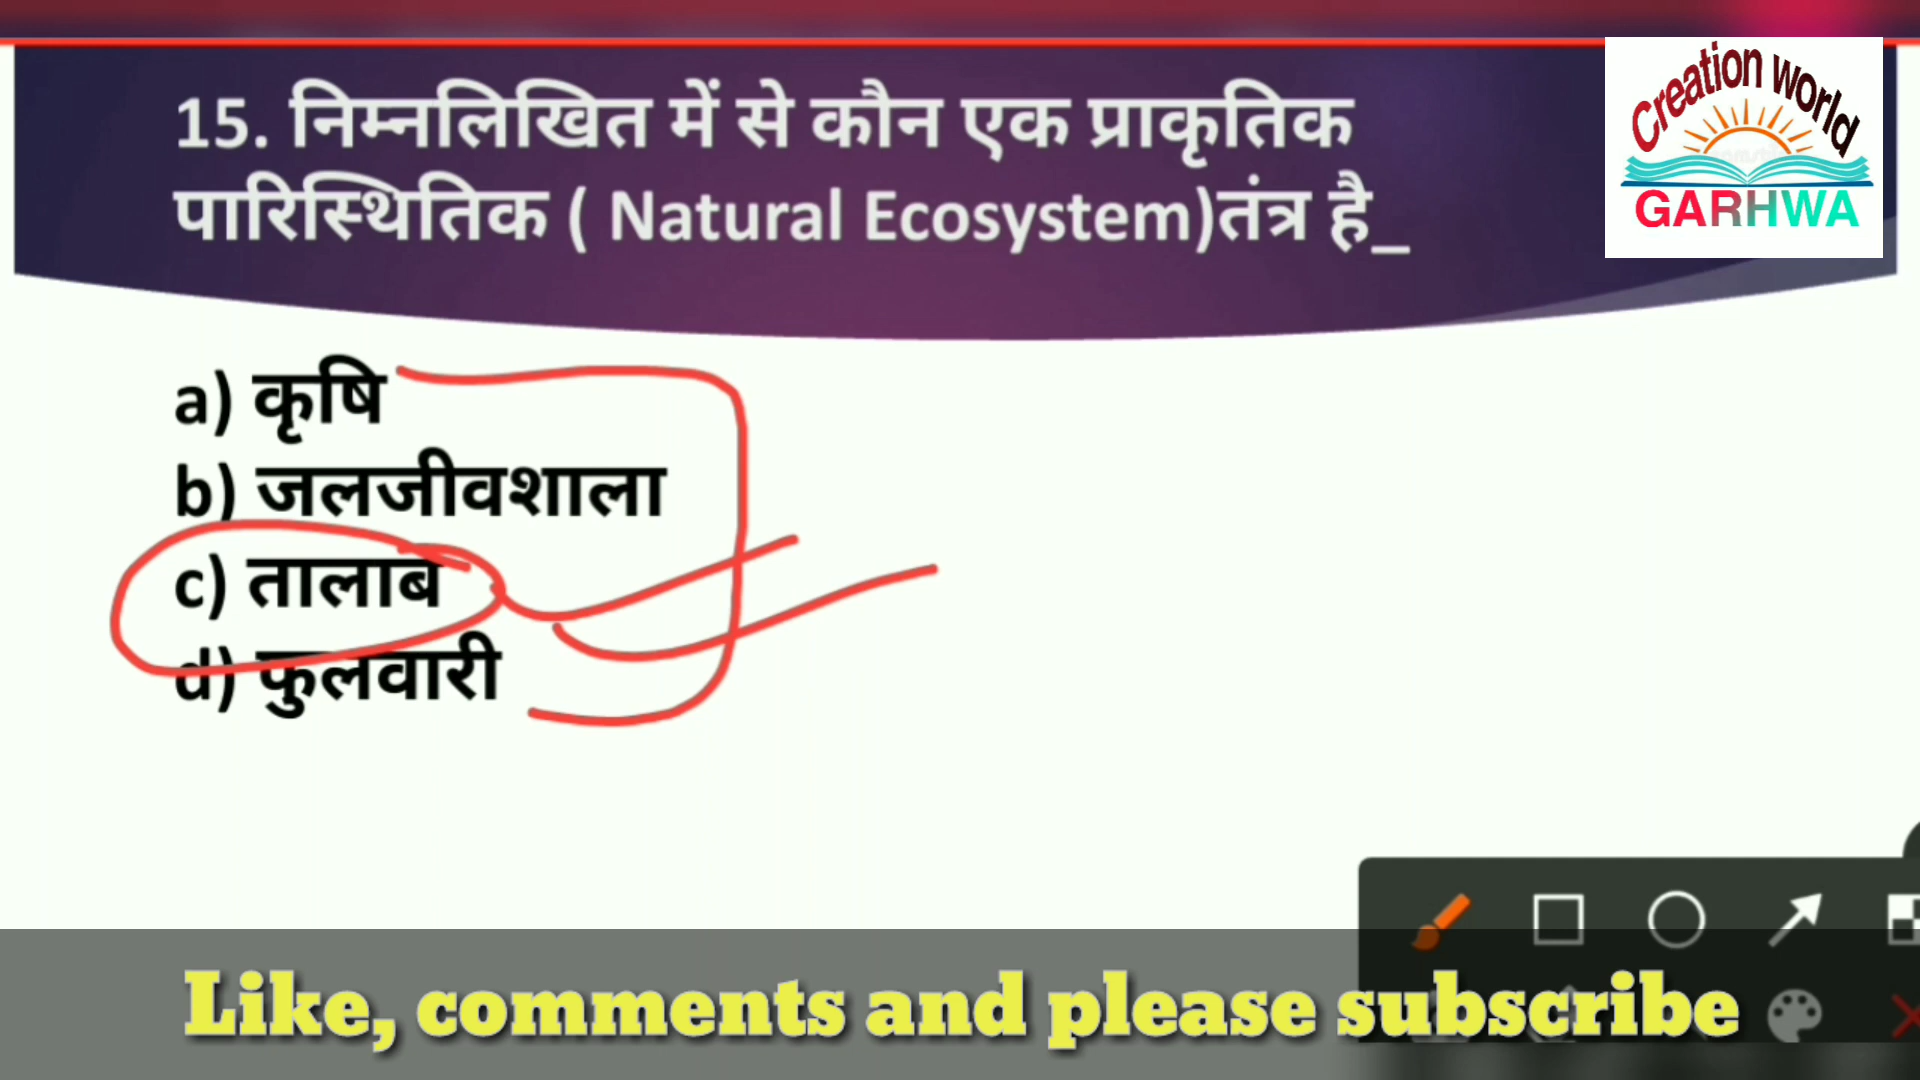 15. निम्नलिखित में से कौन एक प्राकृतिक
पारिस्थितिक ( Natural Ecosystem)तंत्र है_
Creation World
GARHWA
a) कृषि
b) जलजीवशाला
c) तालाब
d) फुलवारी
Like, comments and please subscribe